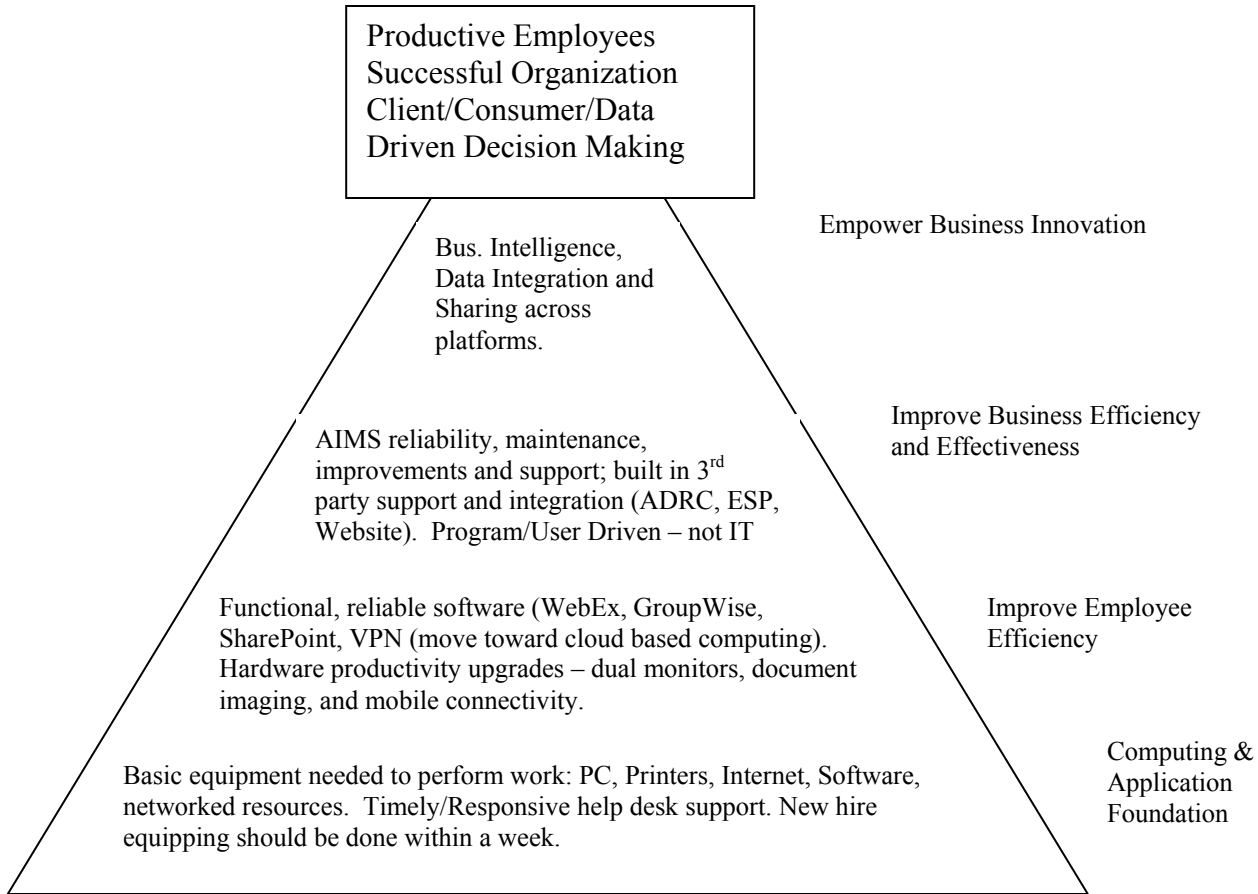 Productive Employees
Successful Organization
Client/Consumer/Data
Driven Decision Making
Empower Business Innovation
Bus. Intelligence,
Data Integration and
Sharing across
platforms.
Improve Business Efficiency
and Effectiveness
AIMS reliability, maintenance,
improvements and support; built in 3rd
party support and integration (ADRC, ESP,
Website).  Program/User Driven – not IT
Improve Employee
Efficiency
Functional, reliable software (WebEx, GroupWise,
SharePoint, VPN (move toward cloud based computing).
Hardware productivity upgrades – dual monitors, document
imaging, and mobile connectivity.
Computing &
Application
Foundation
Basic equipment needed to perform work: PC, Printers, Internet, Software,
networked resources.  Timely/Responsive help desk support. New hire
equipping should be done within a week.